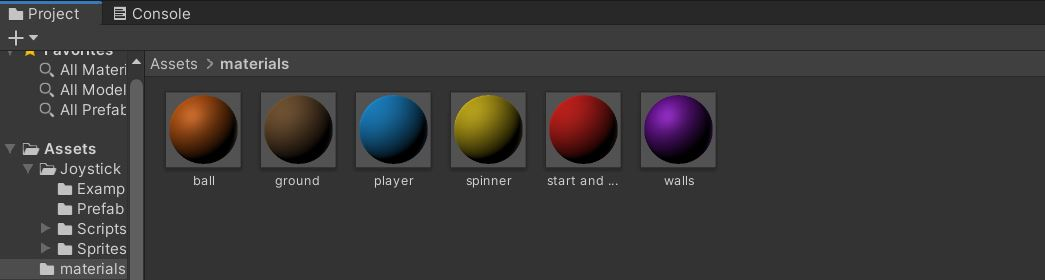 Project
Console
Favorites
All Materi
All Model
All Prefab
Assets
Joystick
Examp
Prefab
Scripts
Sprites
materials
Assets > materials
ball
ground
player
spinner
start and ...
walls